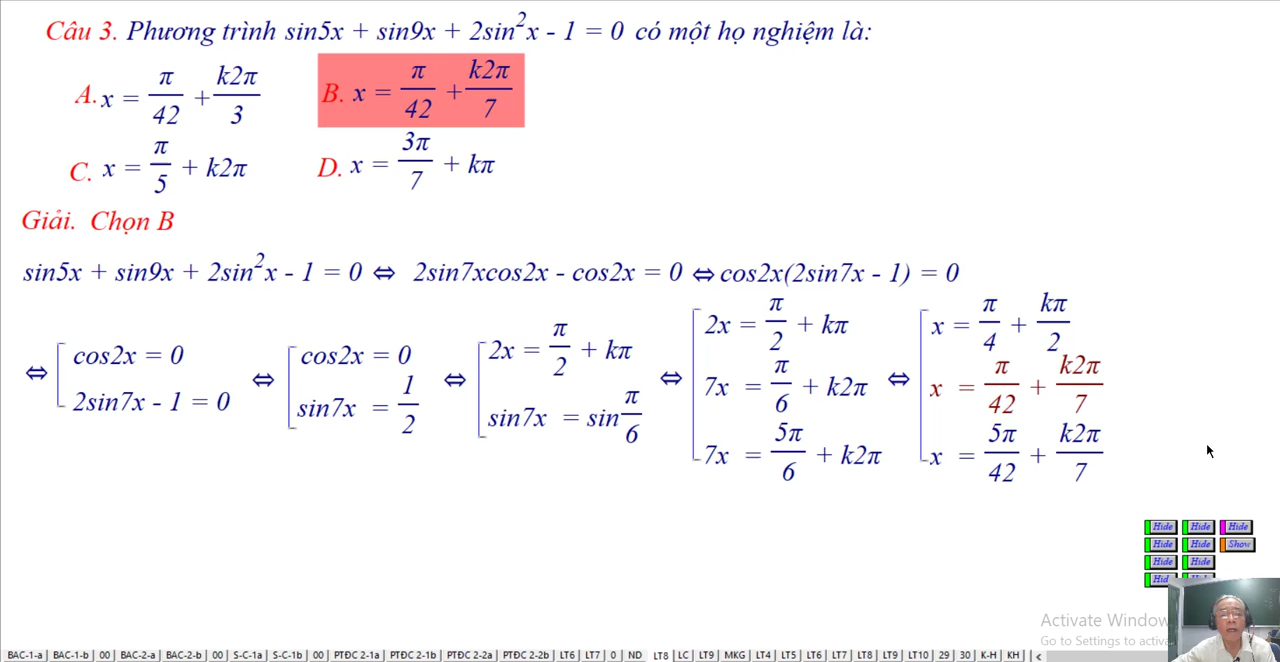 Câu 3. Phương trình sin5x + sin9x + 2sin²x - 1 = 0 có một họ nghiệm là:
A. x = π/42 + k2π/3 B. x = π/42 + k2π/7
C. x = π/5 + k2π D. x = 3π/7 + kπ
Giải. Chọn B
sin5x + sin9x + 2sin²x - 1 = 0 ⇔ 2sin7xcos2x - cos2x = 0 ⇔ cos2x(2sin7x - 1) = 0
⇔ [ cos2x = 0
2sin7x - 1 = 0
⇔ [ cos2x = 0
sin7x = 1/2
⇔ [ 2x = π/2 + kπ
sin7x = sin π/6
⇔ [ 2x = π/2 + kπ
7x = π/6 + k2π
7x = 5π/6 + k2π
⇔ [ x = π/4 + kπ/2
x = π/42 + k2π/7
x = 5π/42 + k2π/7
Hide Hide Hide
Hide Hide Show
Hide Hide
Hid
Activate Window
Go to Settings to activa
BAC-1-a BAC-1-b 00 BAC-2-a BAC-2-b 00 S-C-1a S-C-1b 00 PTĐC 2-1a PTĐC 2-1b PTĐC 2-2a PTĐC 2-2b LT6 LT7 0 ND LT8 LC LT9 MKG LT4 LT5 LT6 LT7 LT8 LT9 LT10 29 30 K-H KH